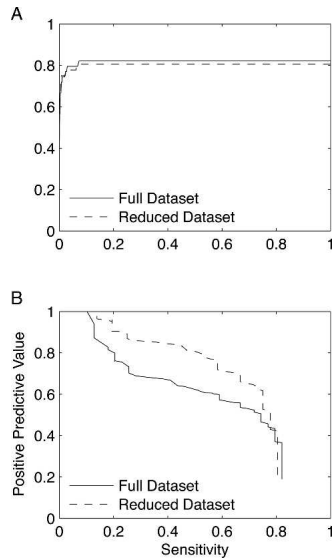 A
1
0.8
0.6
0.4
0.2
0
Full Dataset
Reduced Dataset
0 0.2 0.4 0.6 0.8 1
B
Positive Predictive Value
1
0.8
0.6
0.4
0.2
0
Full Dataset
Reduced Dataset
0 0.2 0.4 0.6 0.8 1
Sensitivity